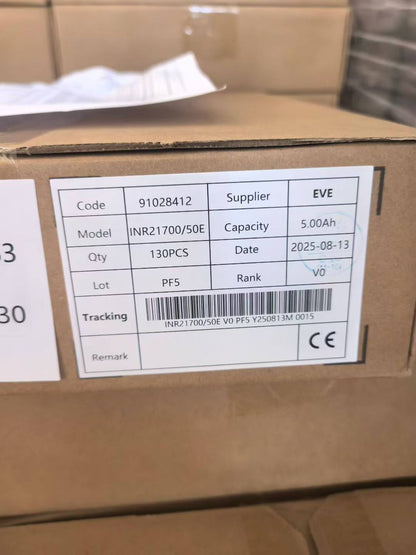 Code 91028412 Supplier EVE
Model INR21700/50E Capacity 5.00Ah
Qty 130PCS Date 2025-08-13
Lot PF5 Rank V0
Tracking
INR21700/50E V0 PF5 Y250813M 0015
Remark CE
3
30